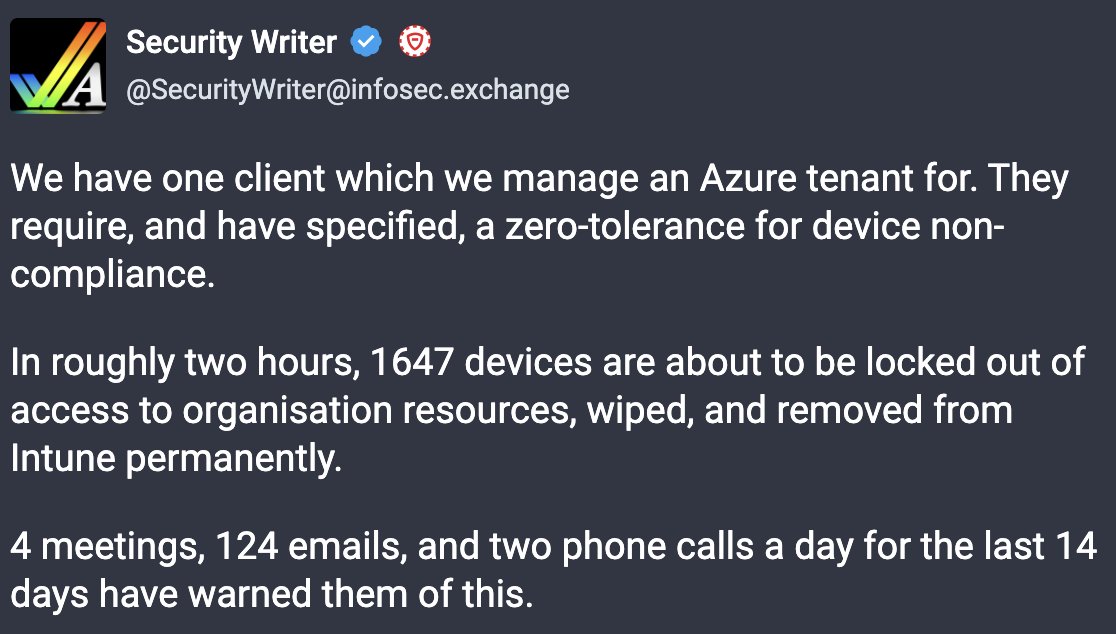 Security Writer
@SecurityWriter@infosec.exchange
We have one client which we manage an Azure tenant for. They
require, and have specified, a zero-tolerance for device non-
compliance.
In roughly two hours, 1647 devices are about to be locked out of
access to organisation resources, wiped, and removed from
Intune permanently.
4 meetings, 124 emails, and two phone calls a day for the last 14
days have warned them of this.